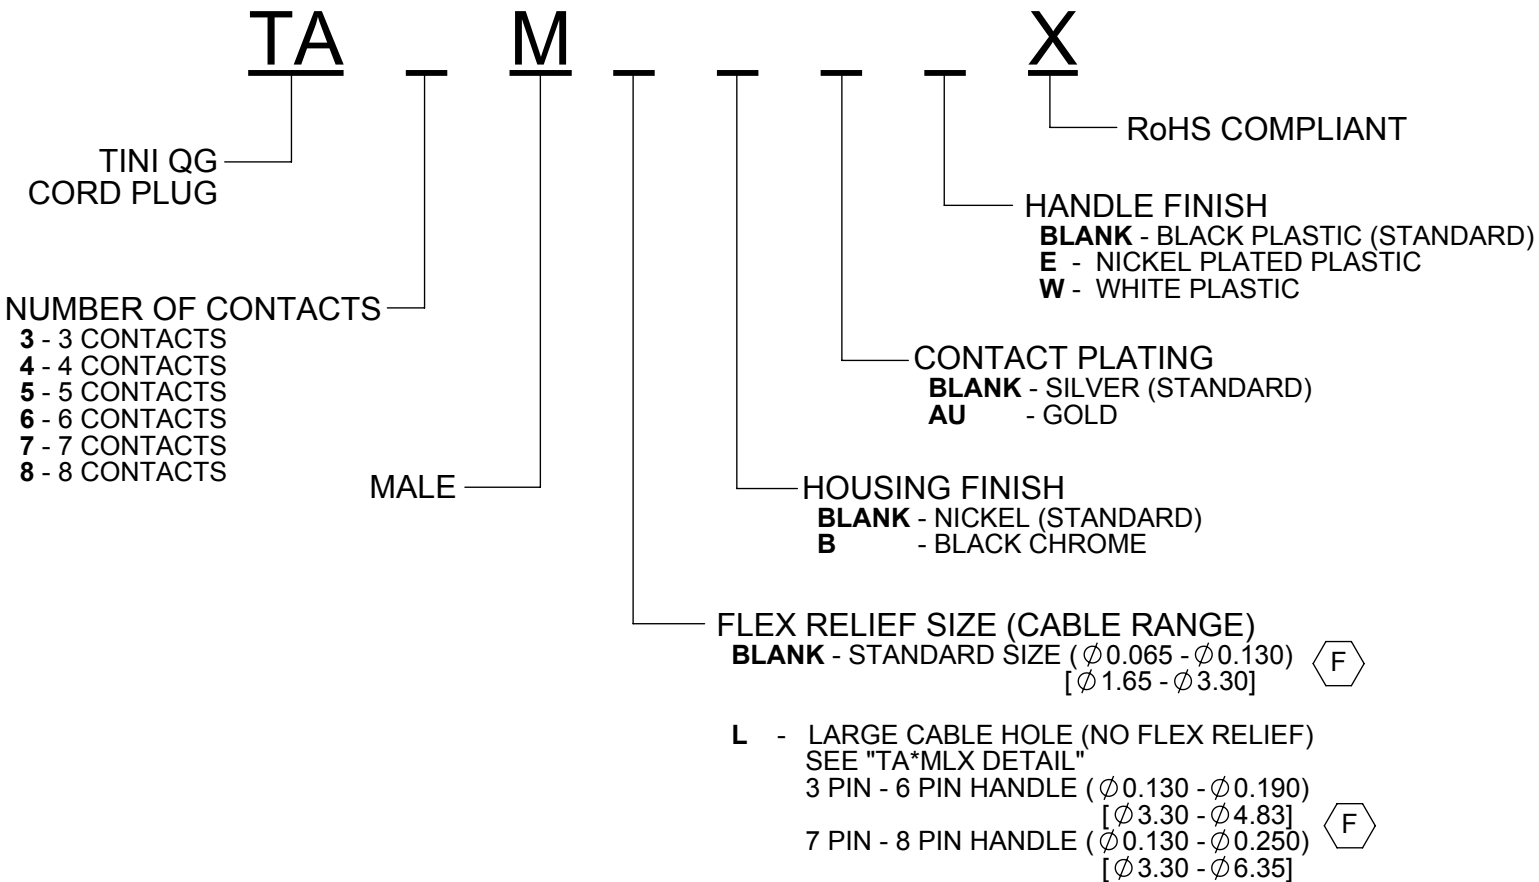 TA _ M _ _ _ _ X
RoHS COMPLIANT
TINI QG
CORD PLUG
HANDLE FINISH
BLANK - BLACK PLASTIC (STANDARD)
E - NICKEL PLATED PLASTIC
W - WHITE PLASTIC
NUMBER OF CONTACTS
3 - 3 CONTACTS
4 - 4 CONTACTS
5 - 5 CONTACTS
6 - 6 CONTACTS
7 - 7 CONTACTS
8 - 8 CONTACTS
CONTACT PLATING
BLANK - SILVER (STANDARD)
AU - GOLD
MALE
HOUSING FINISH
BLANK - NICKEL (STANDARD)
B - BLACK CHROME
FLEX RELIEF SIZE (CABLE RANGE)
BLANK - STANDARD SIZE (∅0.065 - ∅0.130)
[∅1.65 - ∅3.30]
F
L - LARGE CABLE HOLE (NO FLEX RELIEF)
SEE "TA*MLX DETAIL"
3 PIN - 6 PIN HANDLE (∅0.130 - ∅0.190)
[∅3.30 - ∅4.83]
F
7 PIN - 8 PIN HANDLE (∅0.130 - ∅0.250)
[∅3.30 - ∅6.35]